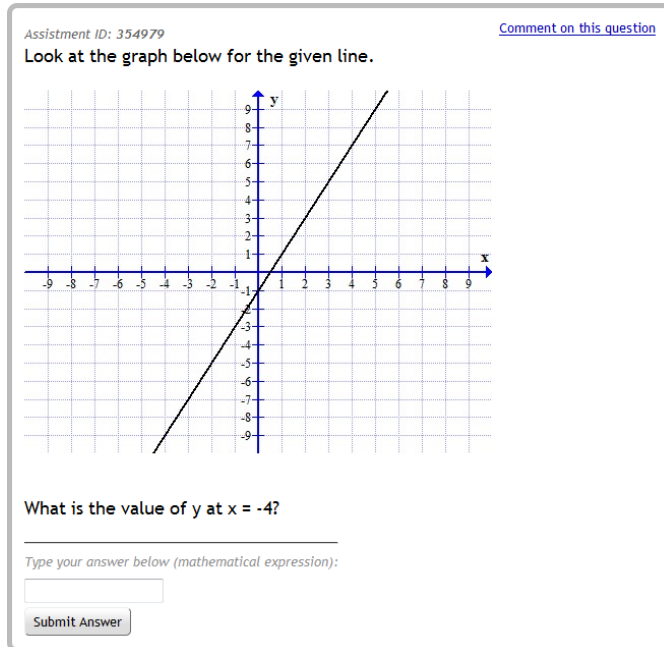 Comment on this question
Assistment ID: 354979
Look at the graph below for the given line.
y
9
8
7
6
5
4
3
2
1
x
-9 -8 -7 -6 -5 -4 -3 -2 -1 1 2 3 4 5 6 7 8 9
-1
-2
-3
-4
-5
-6
-7
-8
-9
What is the value of y at x = -4?
Type your answer below (mathematical expression):
Submit Answer